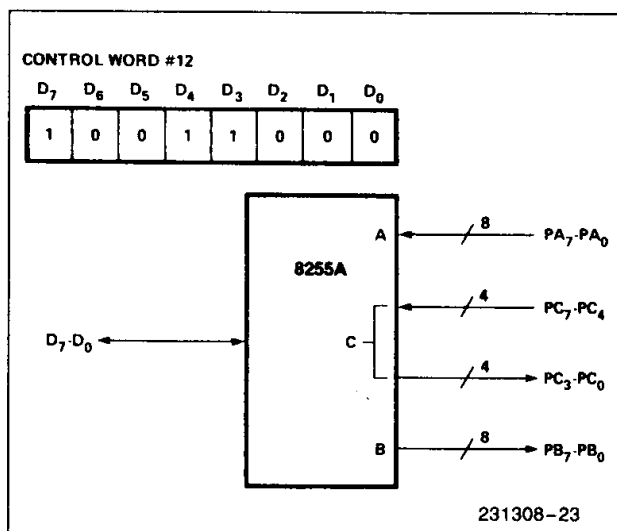 CONTROL WORD #12
D7 D6 D5 D4 D3 D2 D1 D0
1 0 0 1 1 0 0 0
A 8 PA7-PA0
8255A
4 PC7-PC4
D7-D0 C
4 PC3-PC0
B 8 PB7-PB0
231308-23